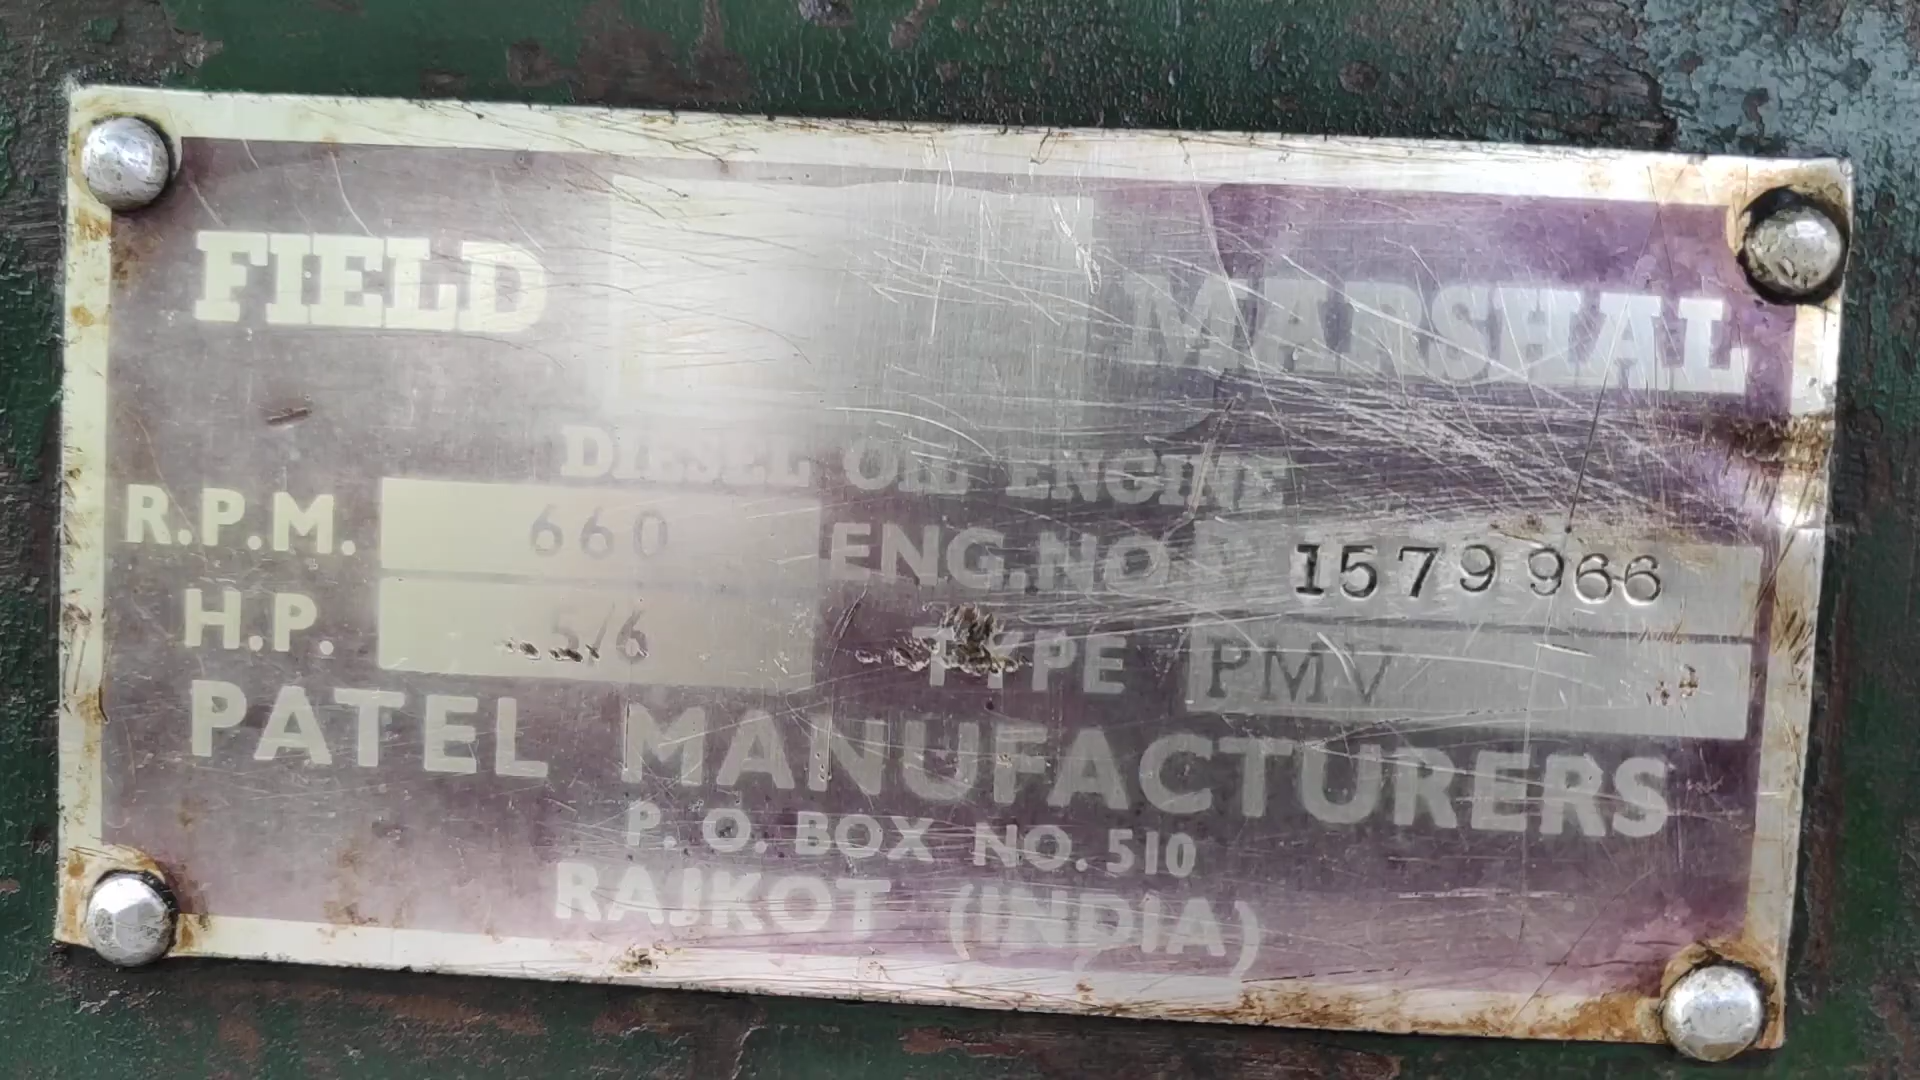 FIELD MARSHAL
DIESEL OIL ENGINE
R.P.M. 660 ENG.NO. 1579966
H.P. 5/6 TYPE PMV
PATEL MANUFACTURERS
P. O. BOX NO. 510
RAJKOT (INDIA)